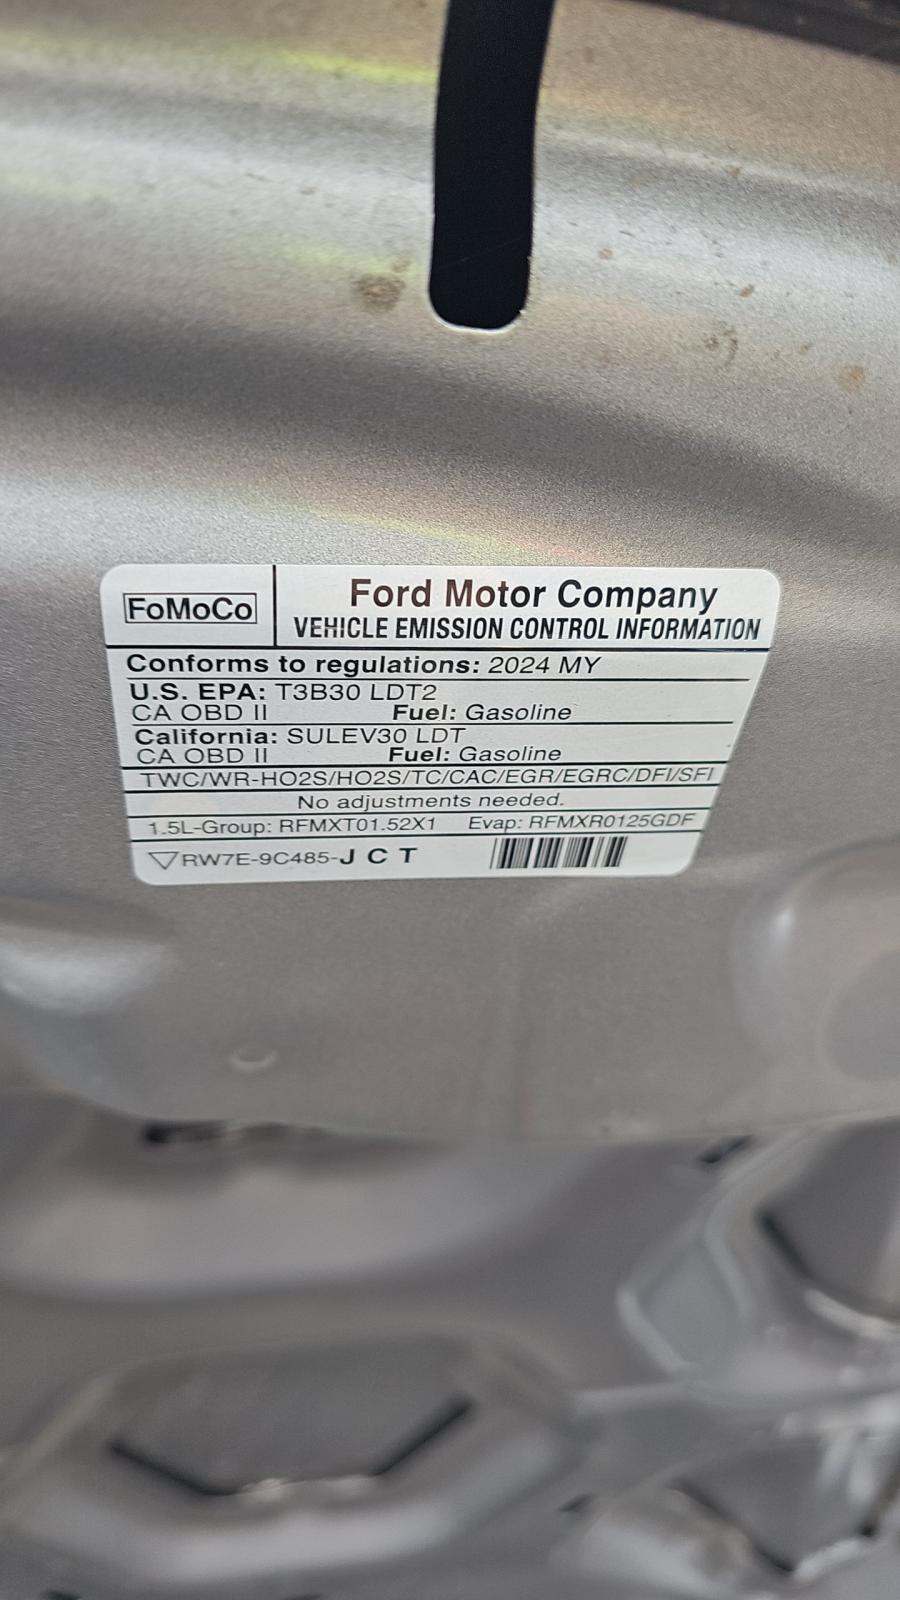 FoMoCo
Ford Motor Company
VEHICLE EMISSION CONTROL INFORMATION
Conforms to regulations: 2024 MY
U.S. EPA: T3B30 LDT2
CA OBD II Fuel: Gasoline
California: SULEV30 LDT
CA OBD II Fuel: Gasoline
TWC/WR-HO2S/HO2S/TC/CAC/EGR/EGRC/DFI/SFI
No adjustments needed.
1.5L-Group: RFMXT01.52X1 Evap: RFMXR0125GDF
RW7E-9C485-J C T